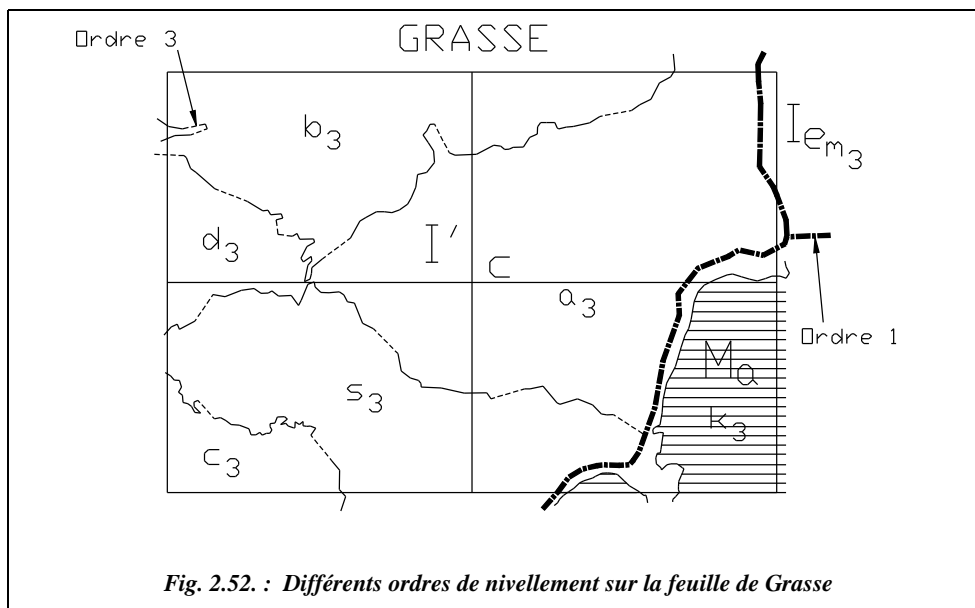 Ordre 3
GRASSE
b3
Iem3
d3
I'
C
a3
Ordre 1
Ma
s3
k3
c3
Fig. 2.52. : Différents ordres de nivellement sur la feuille de Grasse